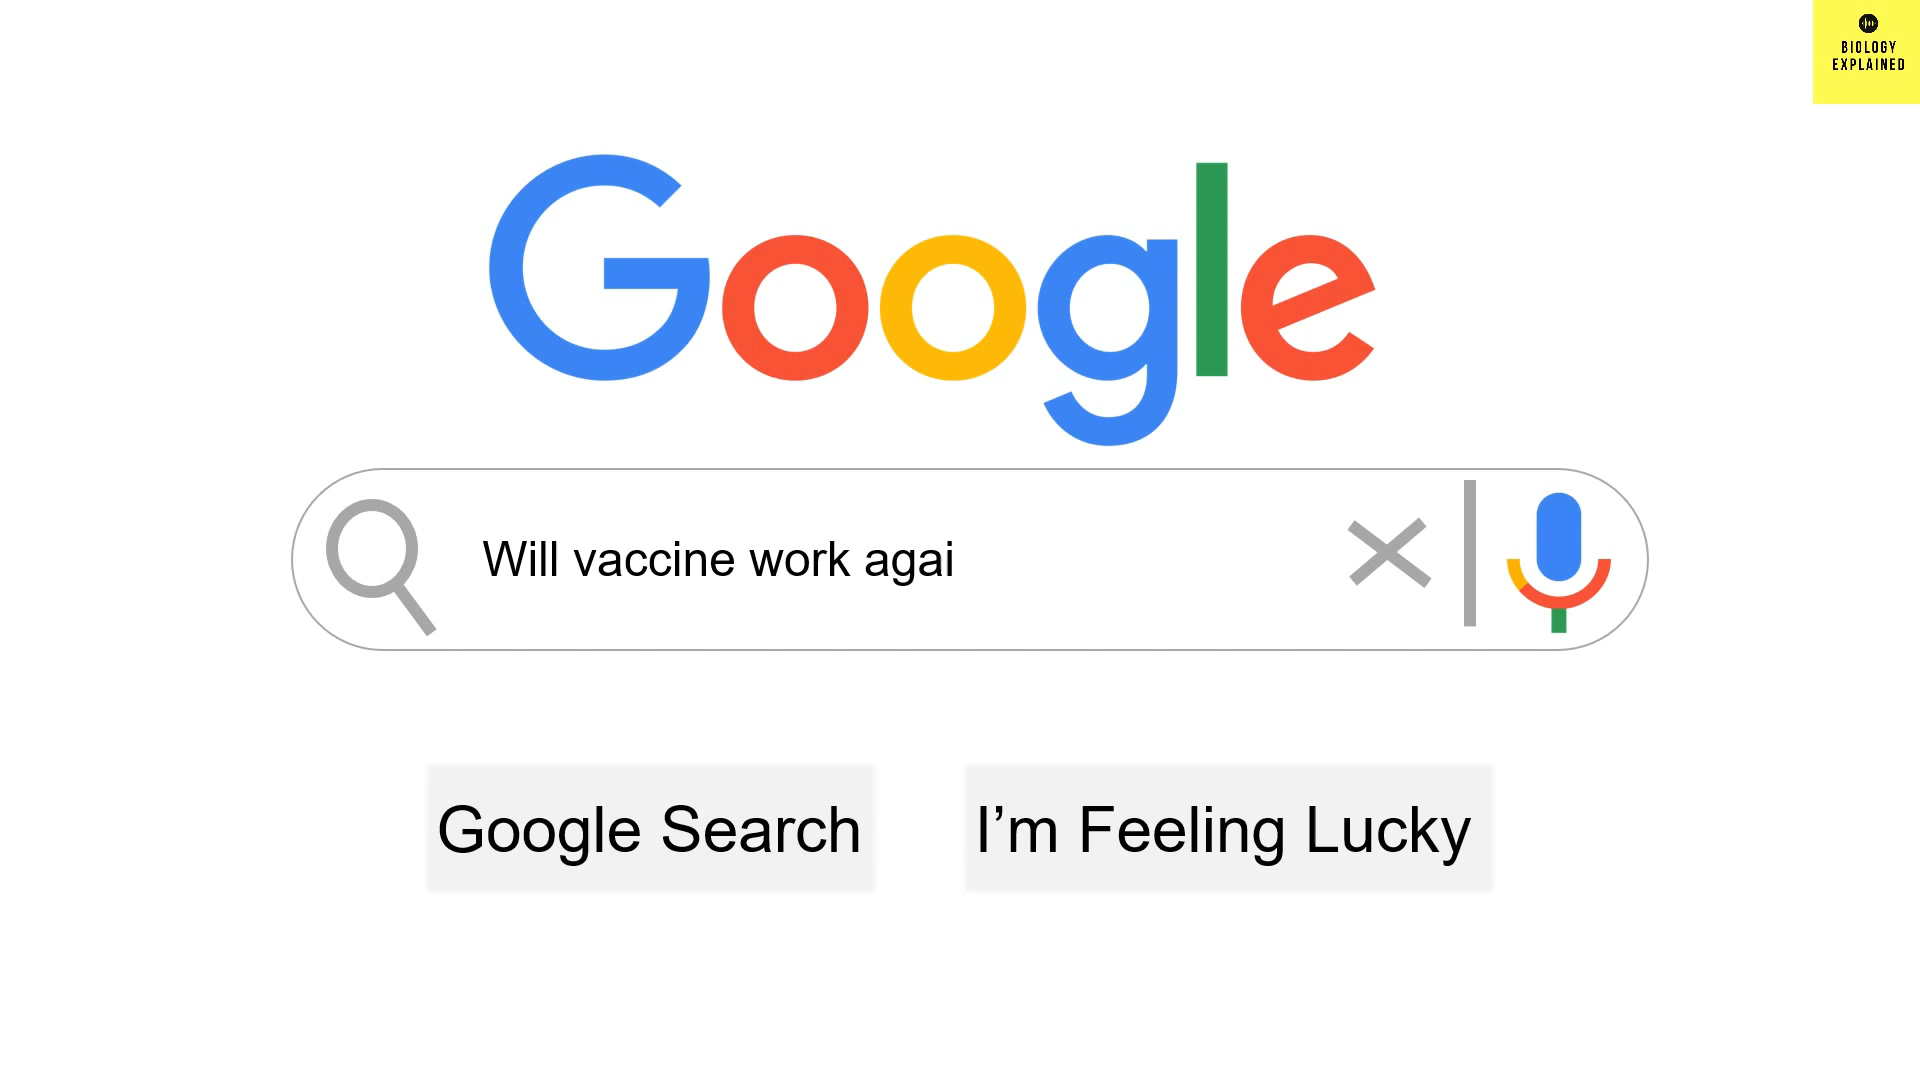 BIOLOGY
EXPLAINED
Google
Will vaccine work agai
Google Search
I’m Feeling Lucky